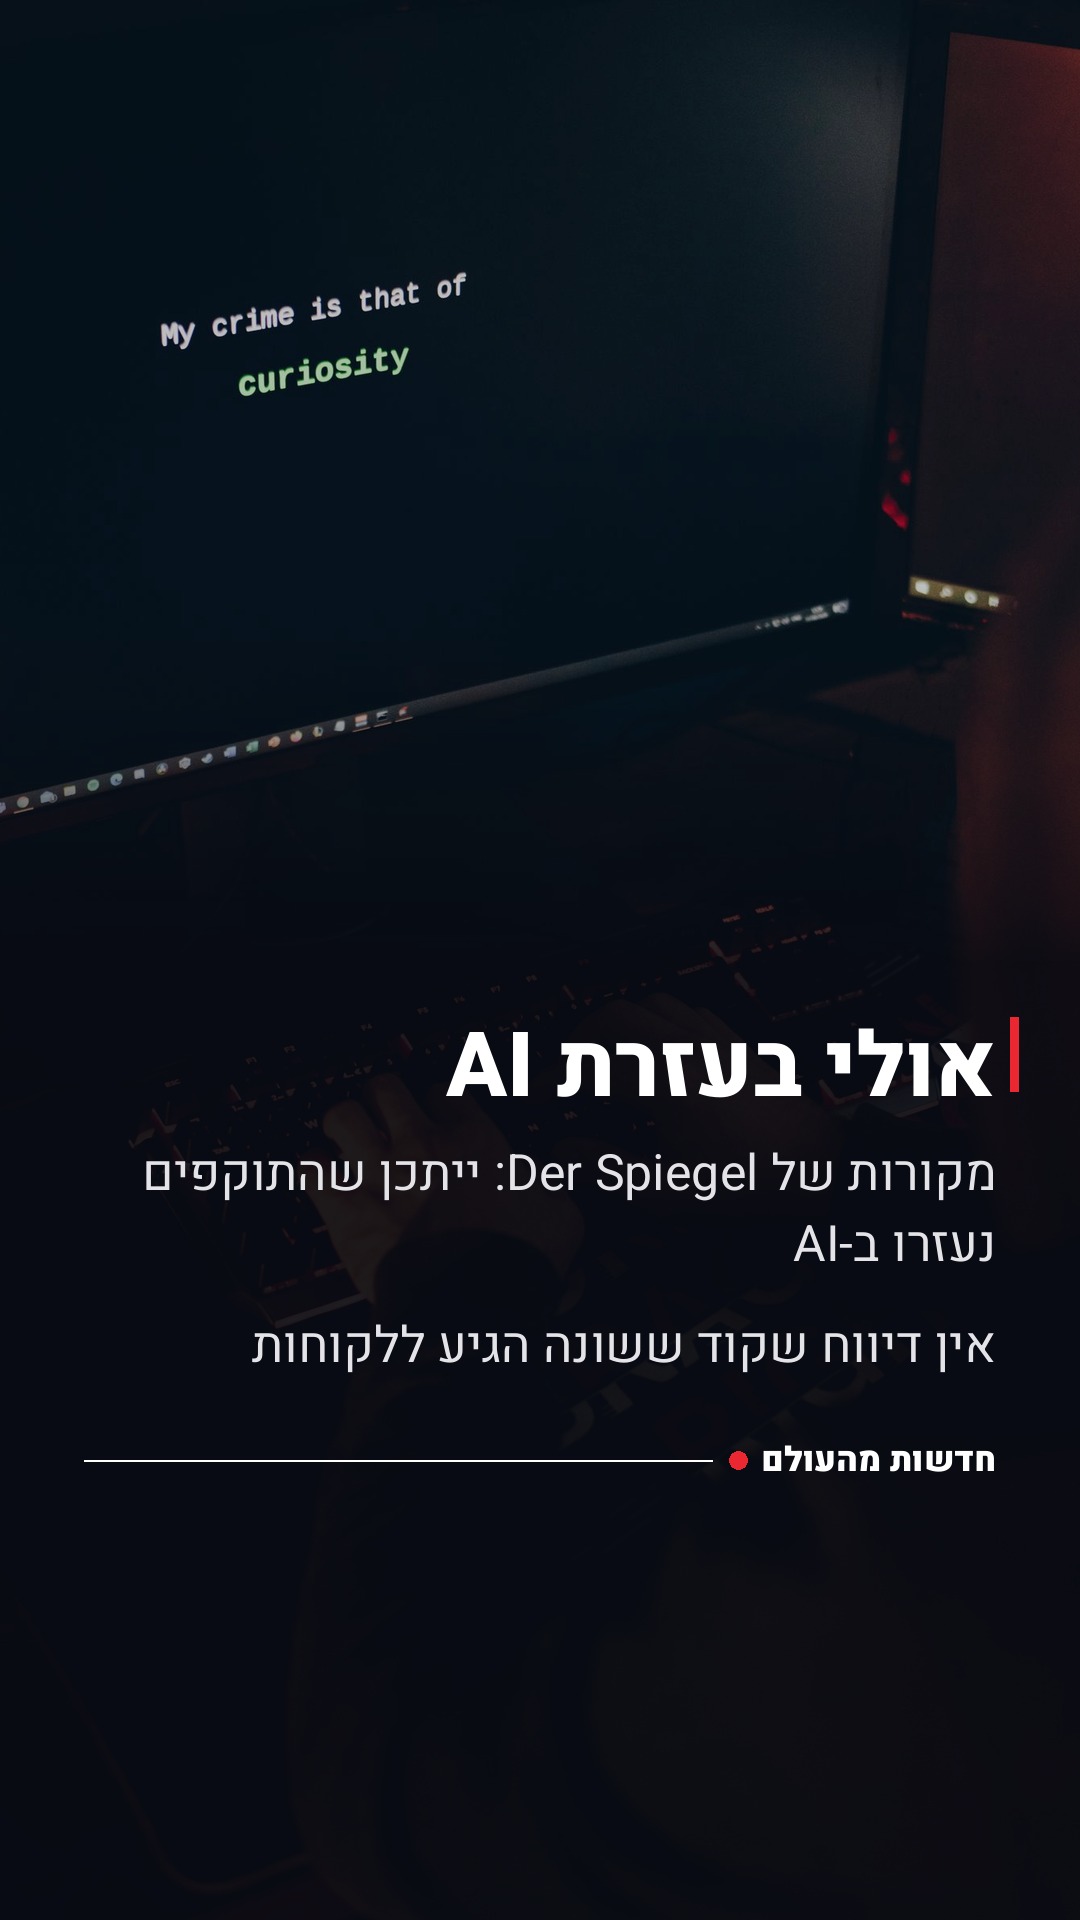 My crime is that of
curiosity
אולי בעזרת AI
מקורות של Der Spiegel: ייתכן שהתוקפים
נעזרו ב-AI
אין דיווח שקוד ששונה הגיע ללקוחות
חדשות מהעולם